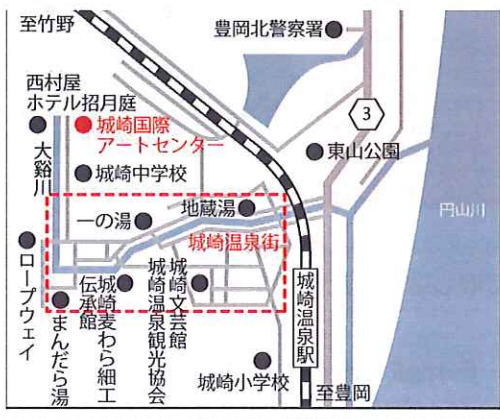 至竹野
豊岡北警察署
西村屋
ホテル招月庭
城崎国際
アートセンター
3
大谿川
城崎中学校
東山公園
円山川
一の湯
地蔵湯
城崎温泉街
ロープウェイ
まんだら湯
城崎麦わら細工
伝承館
城崎温泉観光協会
城崎文芸館
城崎温泉駅
城崎小学校
至豊岡